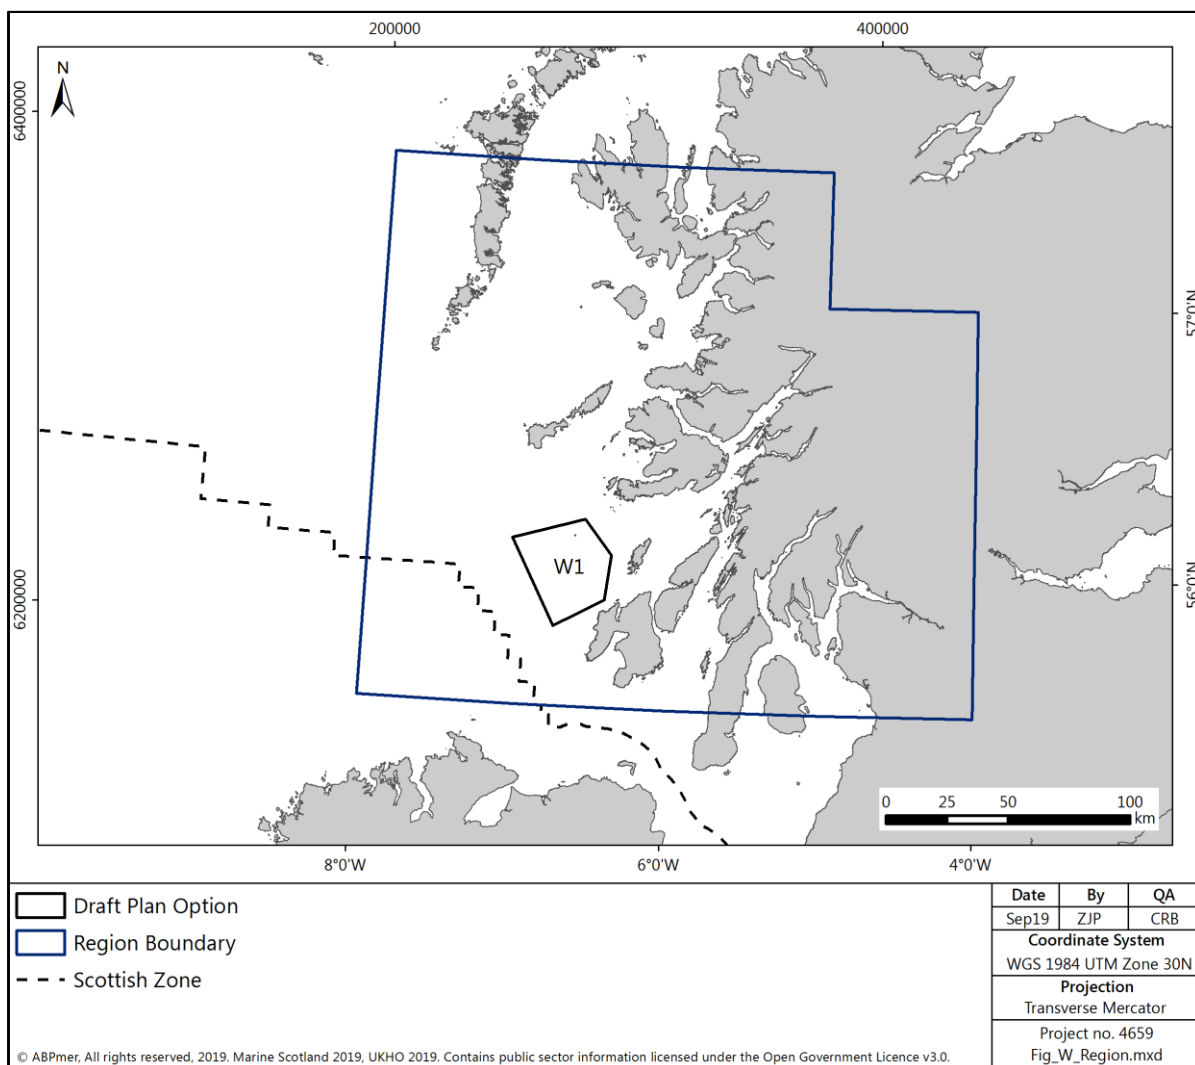 200000
400000
N
6400000
57°0'N
W1
6200000
56°0'N
0 25 50 100
km
8°0'W
6°0'W
4°0'W
Draft Plan Option
Region Boundary
Scottish Zone
Date By QA
Sep19 ZJP CRB
Coordinate System
WGS 1984 UTM Zone 30N
Projection
Transverse Mercator
Project no. 4659
Fig_W_Region.mxd
© ABPmer, All rights reserved, 2019. Marine Scotland 2019, UKHO 2019. Contains public sector information licensed under the Open Government Licence v3.0.